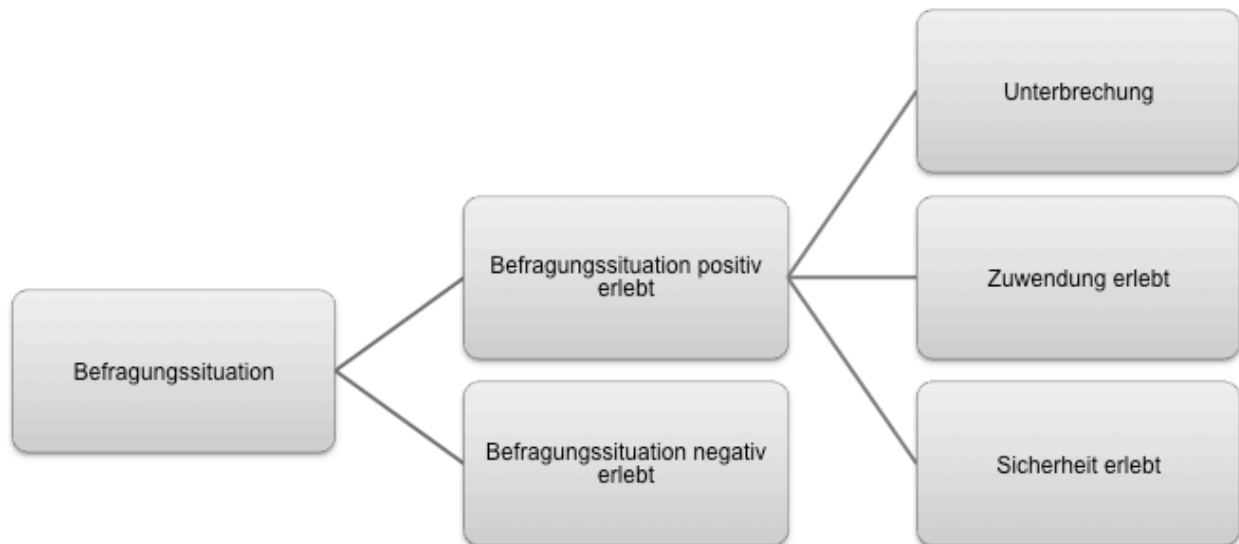 Befragungssituation
Befragungssituation positiv
erlebt
Befragungssituation negativ
erlebt
Unterbrechung
Zuwendung erlebt
Sicherheit erlebt